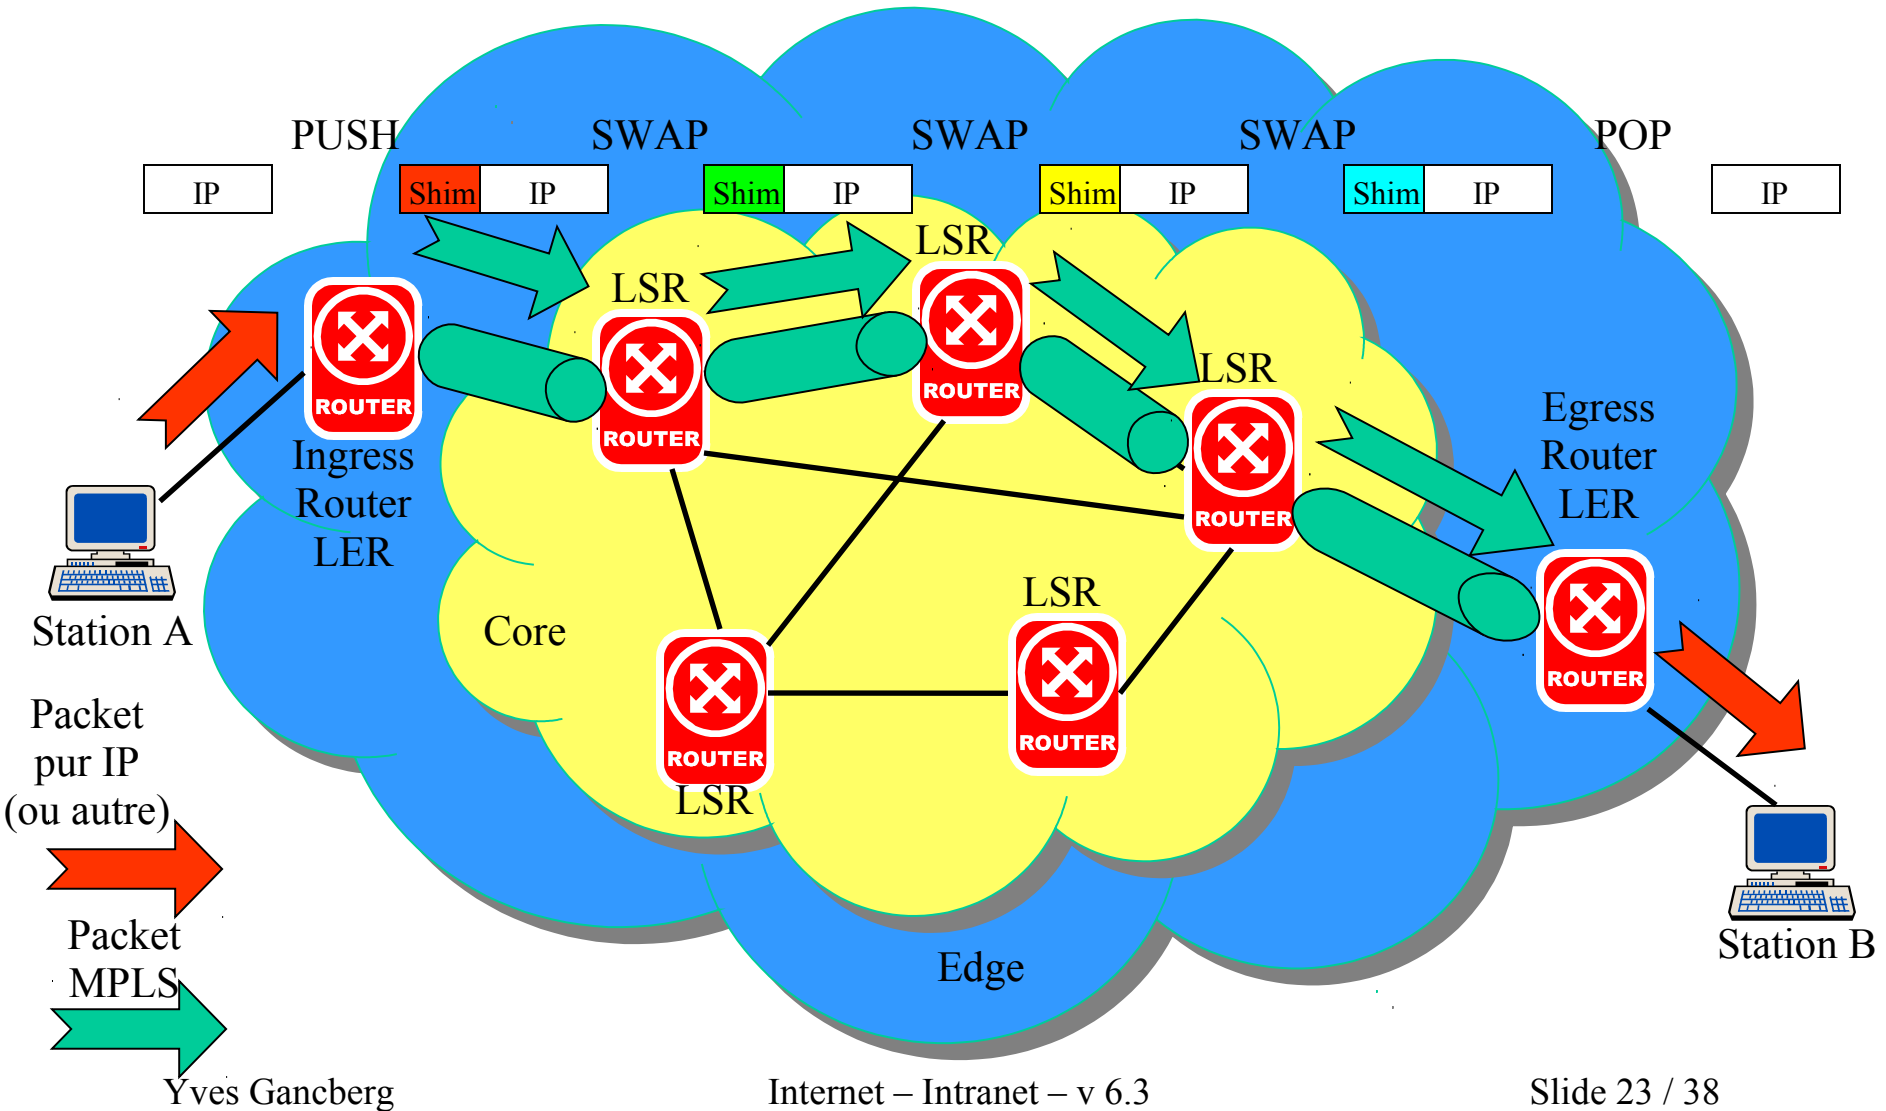 PUSH SWAP SWAP SWAP POP
IP Shim IP Shim IP Shim IP Shim IP IP
LSR
LSR
LSR
ROUTER
ROUTER
ROUTER
ROUTER
Ingress
Router
LER
Egress
Router
LER
Station A
Core
LSR
ROUTER
ROUTER
ROUTER
LSR
Packet
pur IP
(ou autre)
Packet
MPLS
Edge
Station B
Yves Gancberg Internet – Intranet – v 6.3 Slide 23 / 38